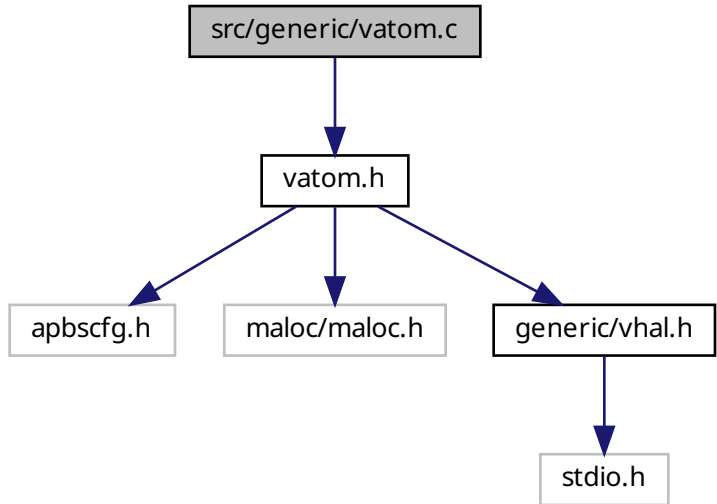 src/generic/vatom.c
vatom.h
apbscfg.h
maloc/maloc.h
generic/vhal.h
stdio.h